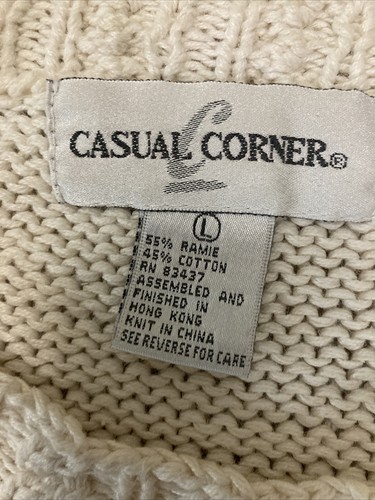 CASUAL CORNER®
L
55% RAMIE
45% COTTON
RN 83437
ASSEMBLED AND
FINISHED IN
HONG KONG
KNIT IN CHINA
SEE REVERSE FOR CARE